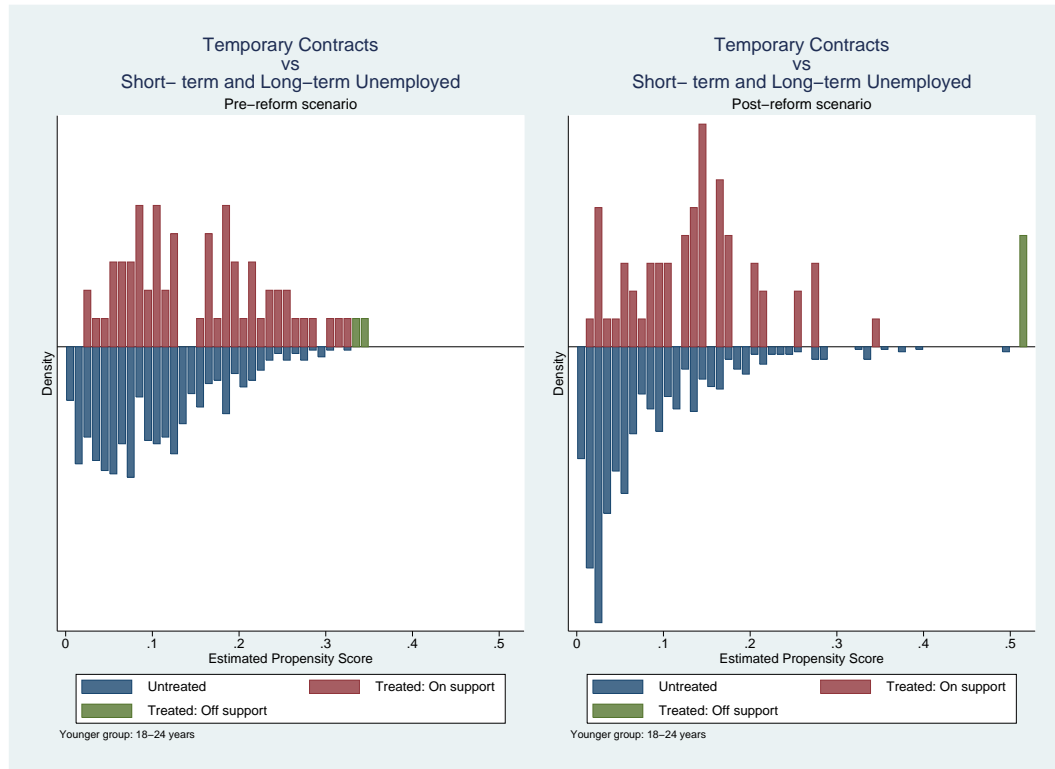 Temporary Contracts
vs
Short− term and Long−term Unemployed
Pre−reform scenario
Density
0 .1 .2 .3 .4 .5
Estimated Propensity Score
Untreated
Treated: On support
Treated: Off support
Younger group: 18−24 years
Temporary Contracts
vs
Short− term and Long−term Unemployed
Post−reform scenario
Density
0 .1 .2 .3 .4 .5
Estimated Propensity Score
Untreated
Treated: On support
Treated: Off support
Younger group: 18−24 years